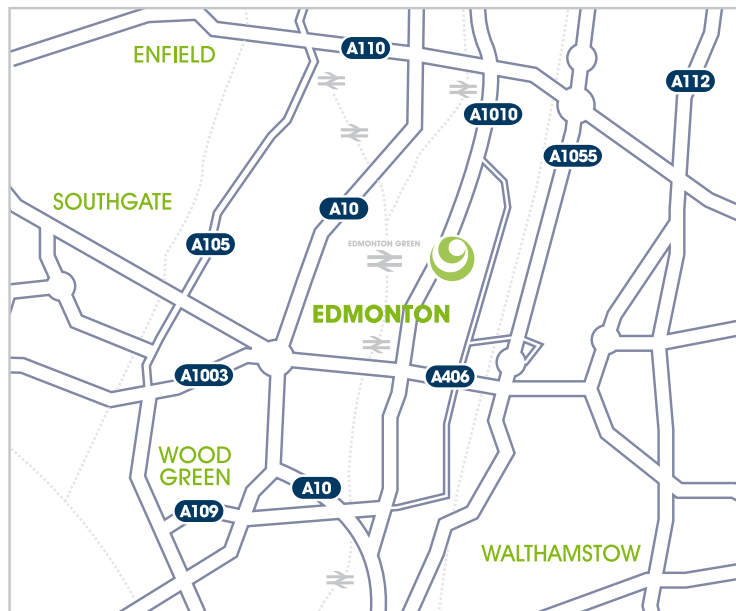 A110
ENFIELD
A112
A1010
A1055
SOUTHGATE
A10
A105
EDMONTON GREEN
EDMONTON
A1003
A406
WOOD
GREEN
A10
A109
WALTHAMSTOW